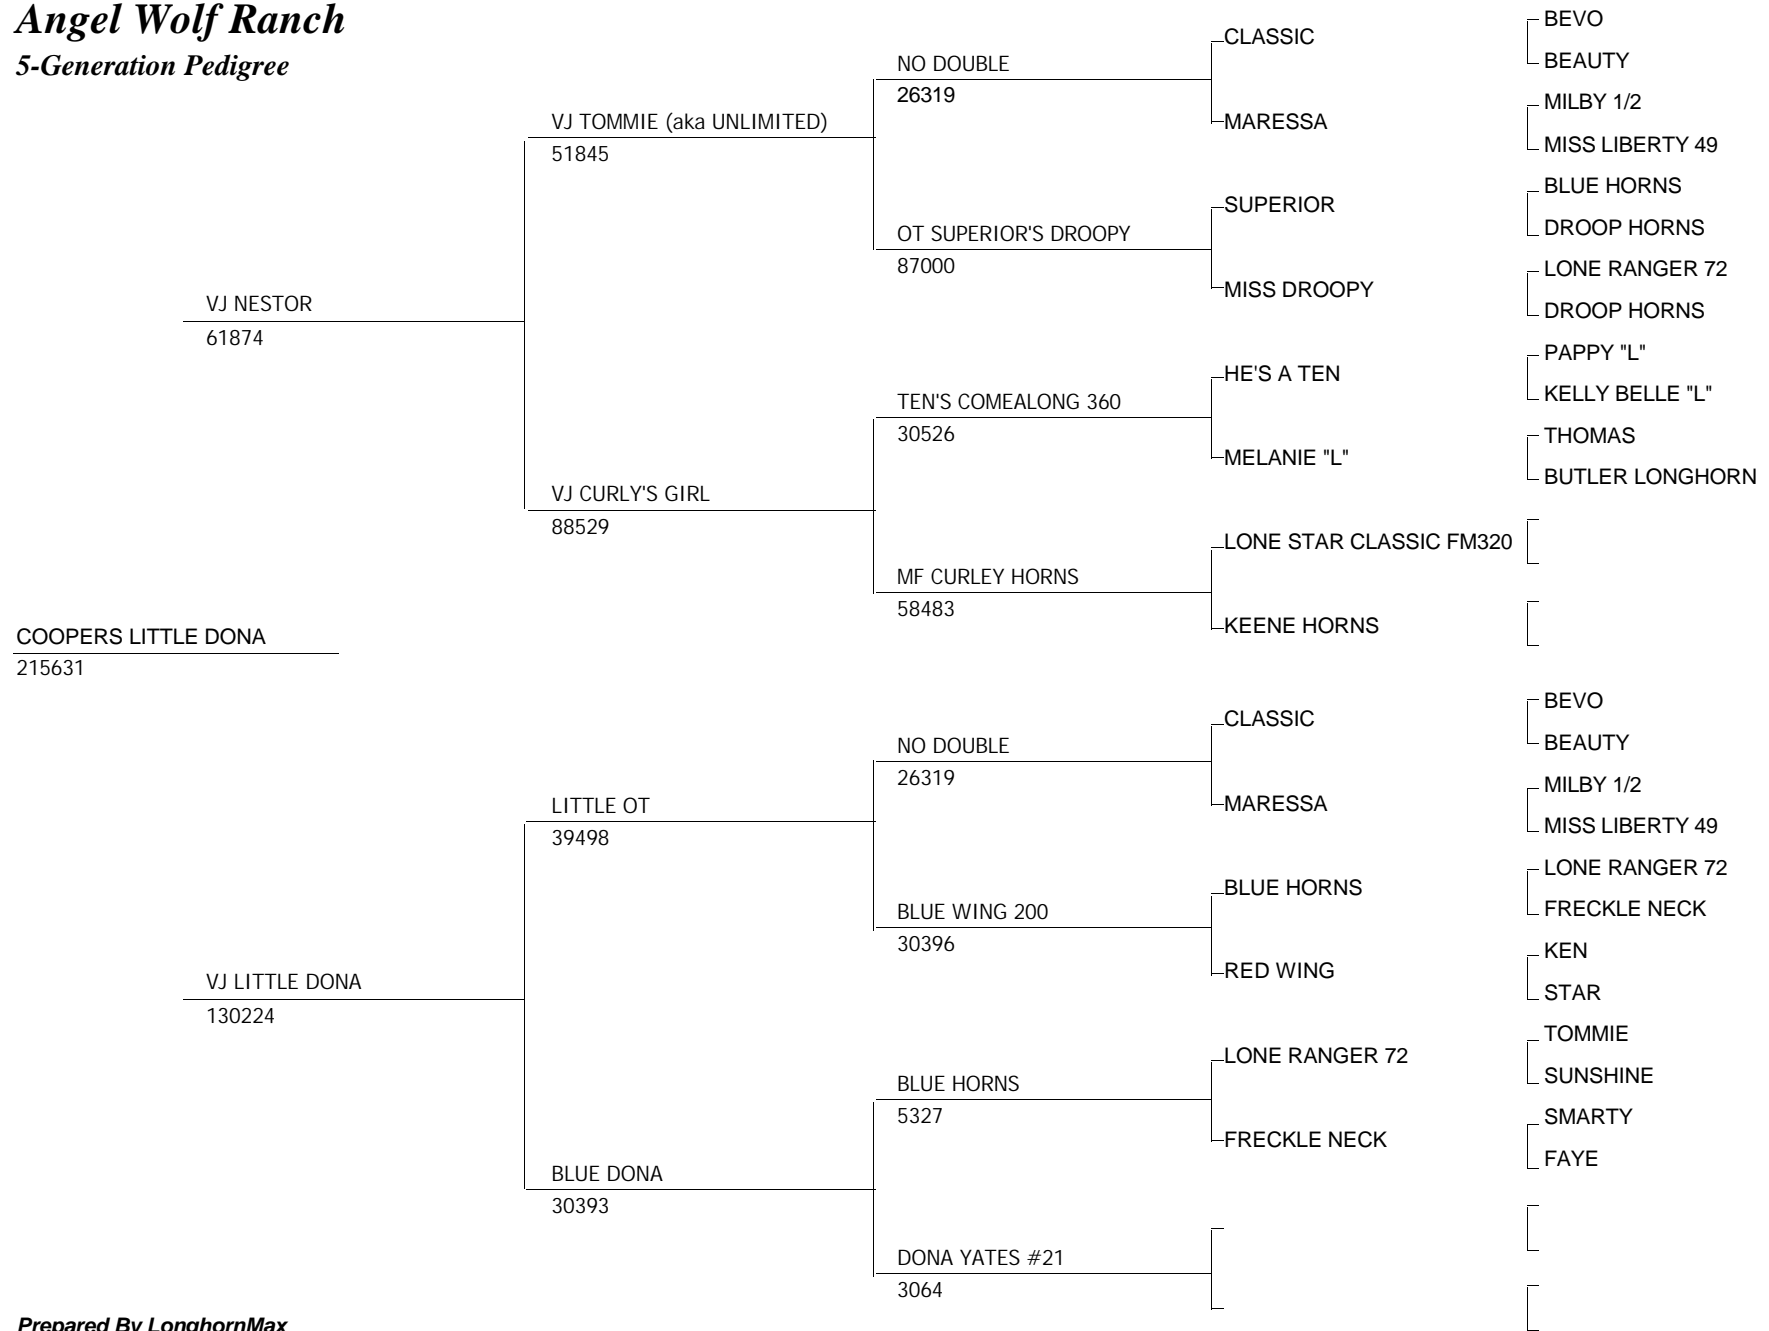 Angel Wolf Ranch
5-Generation Pedigree
COOPERS LITTLE DONA
215631
VJ NESTOR
61874
VJ LITTLE DONA
130224
VJ TOMMIE (aka UNLIMITED)
51845
VJ CURLY'S GIRL
88529
LITTLE OT
39498
BLUE DONA
30393
NO DOUBLE
26319
OT SUPERIOR'S DROOPY
87000
TEN'S COMEALONG 360
30526
MF CURLEY HORNS
58483
NO DOUBLE
26319
BLUE WING 200
30396
BLUE HORNS
5327
DONA YATES #21
3064
CLASSIC
MARESSA
SUPERIOR
MISS DROOPY
HE'S A TEN
MELANIE "L"
LONE STAR CLASSIC FM320
KEENE HORNS
CLASSIC
MARESSA
BLUE HORNS
RED WING
LONE RANGER 72
FRECKLE NECK
BEVO
BEAUTY
MILBY 1/2
MISS LIBERTY 49
BLUE HORNS
DROOP HORNS
LONE RANGER 72
DROOP HORNS
PAPPY "L"
KELLY BELLE "L"
THOMAS
BUTLER LONGHORN
BEVO
BEAUTY
MILBY 1/2
MISS LIBERTY 49
LONE RANGER 72
FRECKLE NECK
KEN
STAR
TOMMIE
SUNSHINE
SMARTY
FAYE
Prepared By LonghornMax